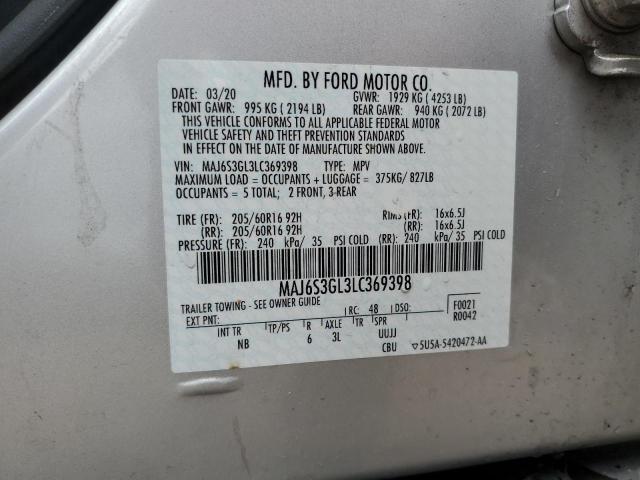 MFD. BY FORD MOTOR CO.
DATE: 03/20 GVWR: 1929 KG ( 4253 LB)
FRONT GAWR: 995 KG ( 2194 LB) REAR GAWR: 940 KG ( 2072 LB)
THIS VEHICLE CONFORMS TO ALL APPLICABLE FEDERAL MOTOR
VEHICLE SAFETY AND THEFT PREVENTION STANDARDS
IN EFFECT ON THE DATE OF MANUFACTURE SHOWN ABOVE.
VIN: MAJ6S3GL3LC369398 TYPE: MPV
MAXIMUM LOAD = OCCUPANTS + LUGGAGE = 375KG/ 827LB
OCCUPANTS = 5 TOTAL; 2 FRONT, 3-REAR
TIRE (FR): 205/60R16 92H RIMS (FR): 16x6.5J
(RR): 205/60R16 92H (RR): 16x6.5J
PRESSURE (FR): 240 kPa/ 35 PSI COLD (RR): 240 kPa/ 35 PSI COLD
MAJ6S3GL3LC369398
TRAILER TOWING - SEE OWNER GUIDE
EXT PNT: RC: 48 DSO: F0021
R0042
INT TR TP/PS R AXLE TR SPR UUJJ
NB 6 3L CBU ▽5U5A-5420472-AA